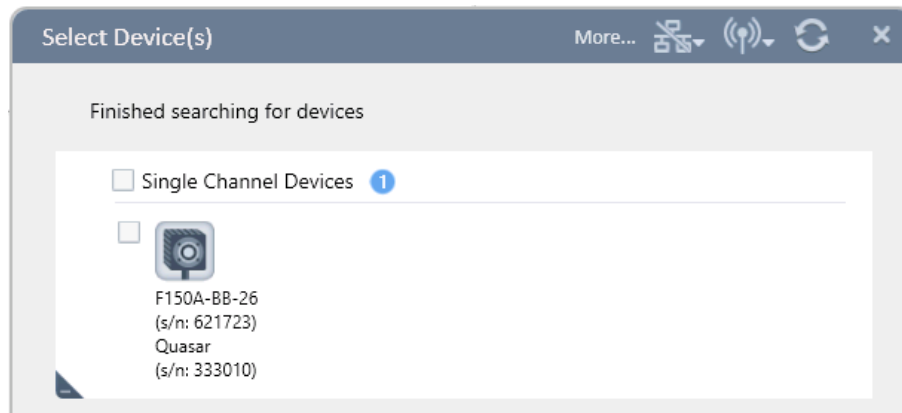 Select Device(s)
More...
Finished searching for devices
Single Channel Devices 1
F150A-BB-26
(s/n: 621723)
Quasar
(s/n: 333010)